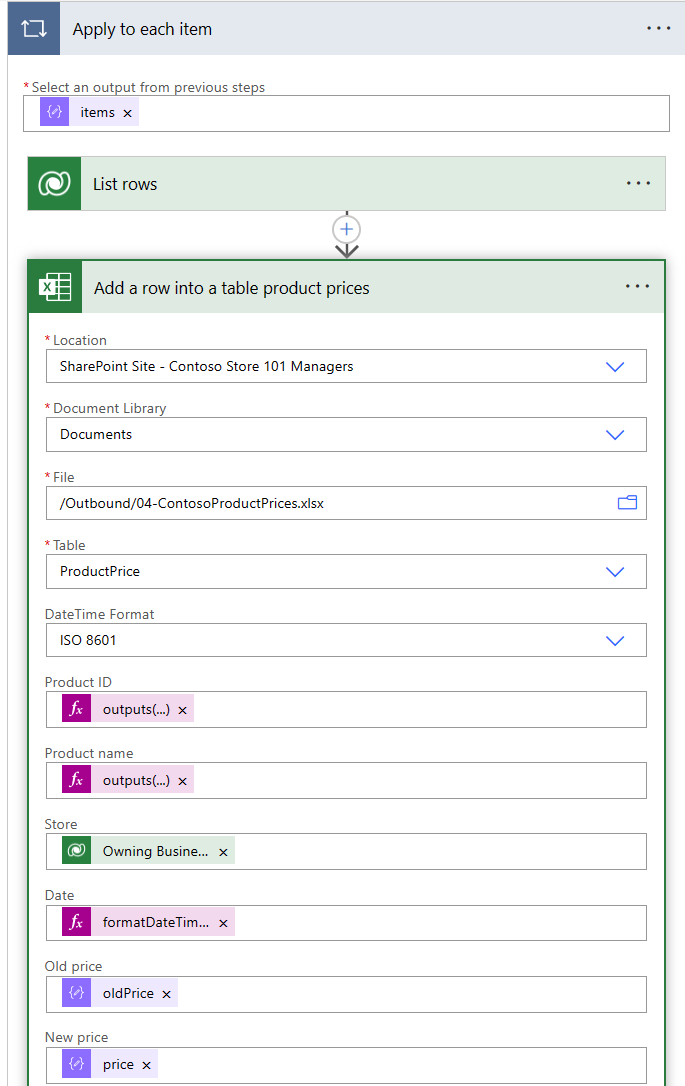 Apply to each item
* Select an output from previous steps
items ×
List rows
Add a row into a table product prices
* Location
SharePoint Site - Contoso Store 101 Managers
* Document Library
Documents
* File
/Outbound/04-ContosoProductPrices.xlsx
* Table
ProductPrice
DateTime Format
ISO 8601
Product ID
fx outputs(...) ×
Product name
fx outputs(...) ×
Store
Owning Busine... ×
Date
fx formatDateTim... ×
Old price
oldPrice ×
New price
price ×